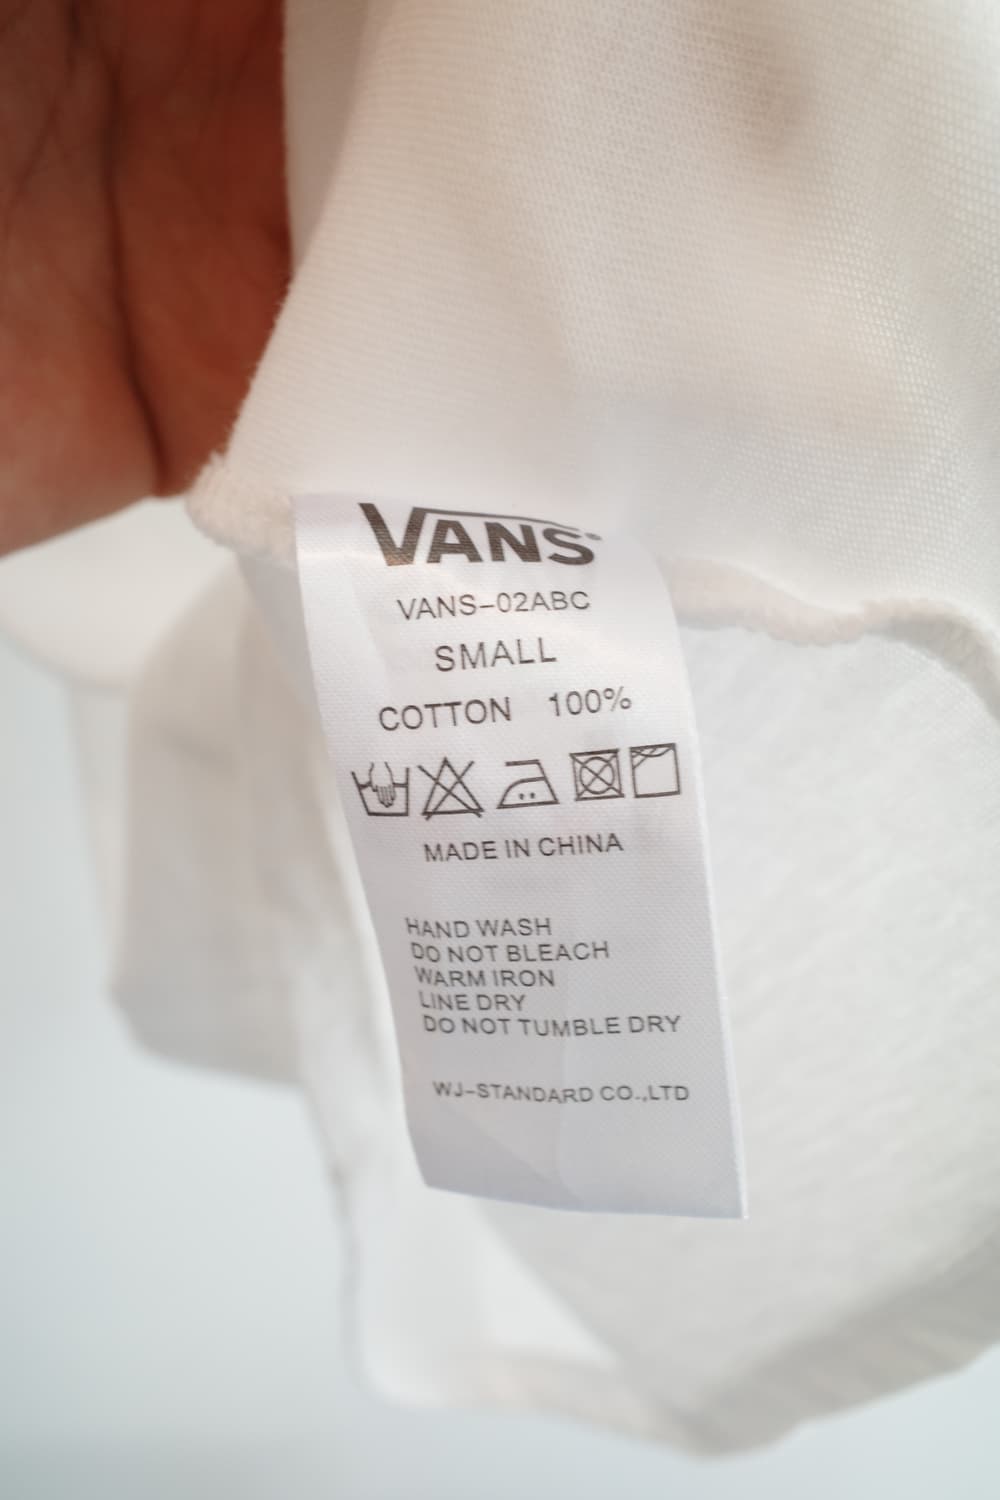 VANS
VANS-02ABC
SMALL
COTTON 100%
MADE IN CHINA
HAND WASH
DO NOT BLEACH
WARM IRON
LINE DRY
DO NOT TUMBLE DRY
WJ-STANDARD CO.,LTD